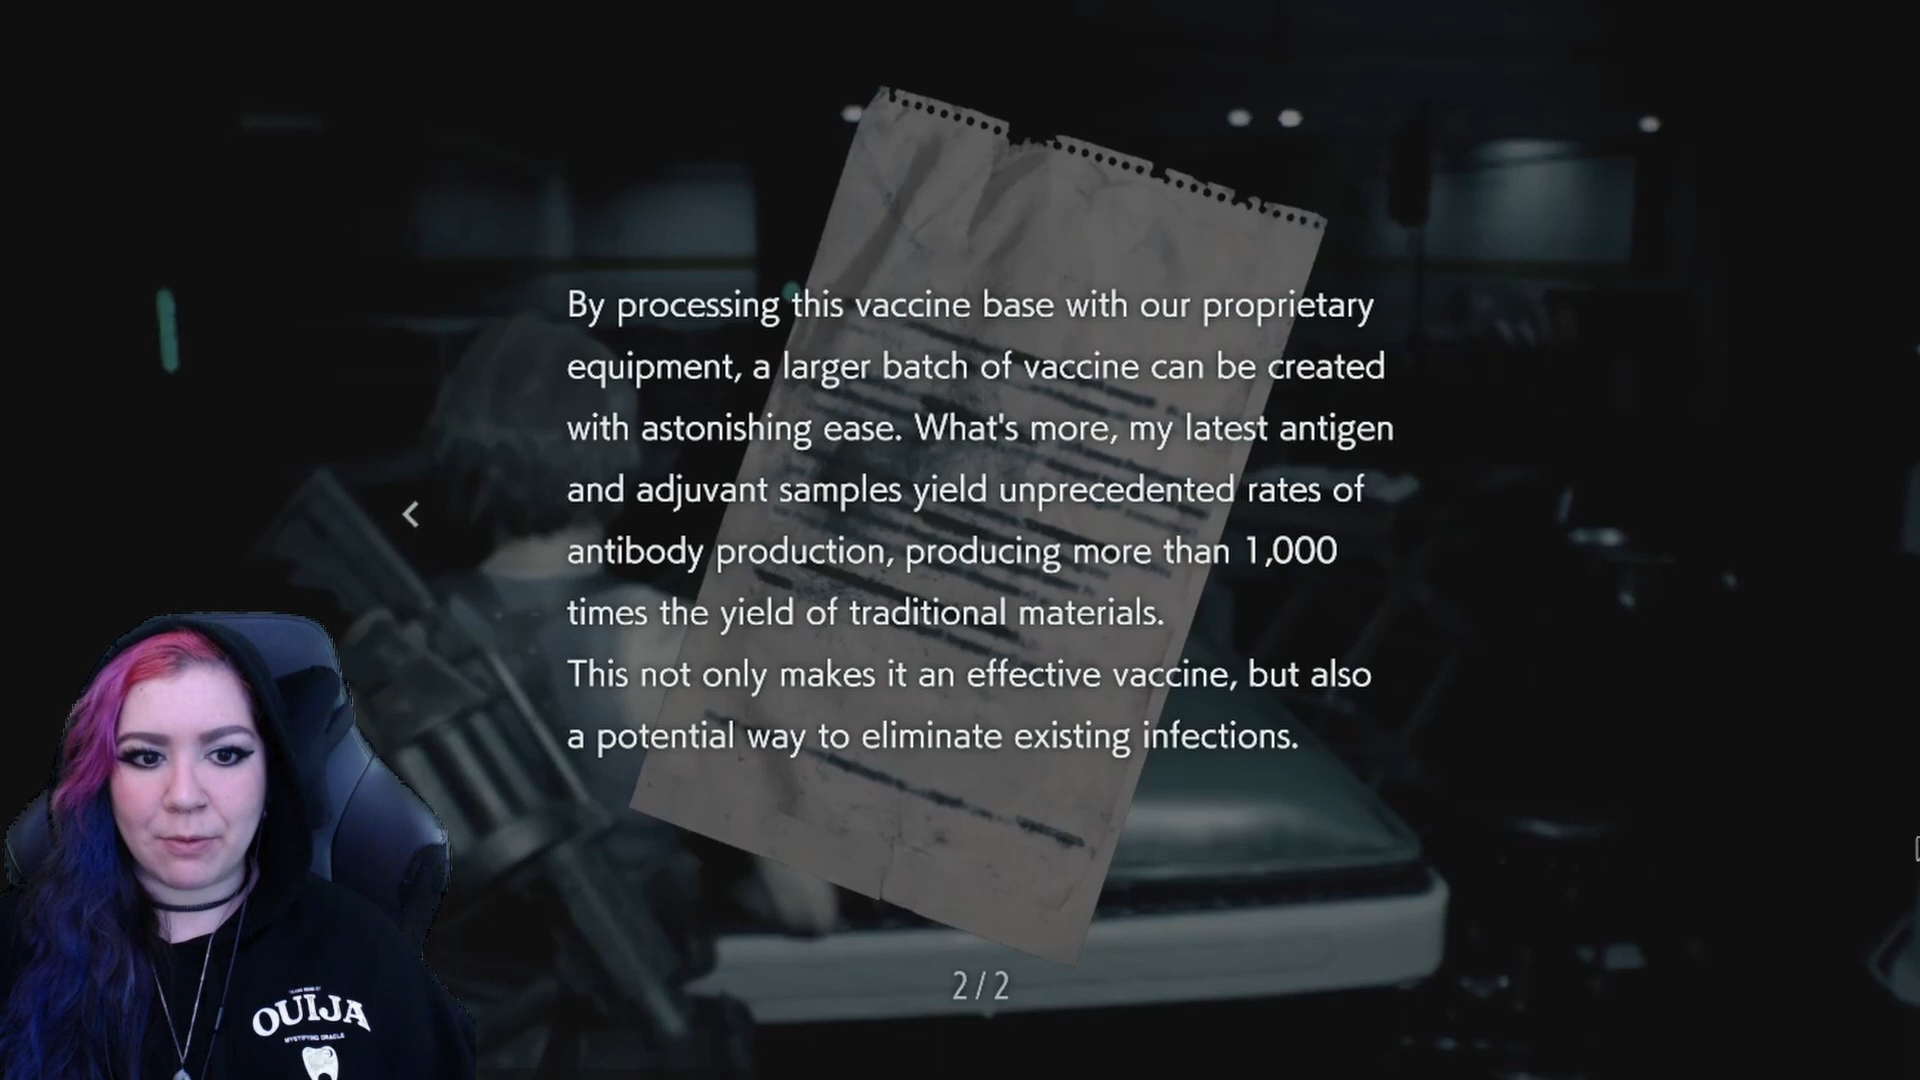 By processing this vaccine base with our proprietary
equipment, a larger batch of vaccine can be created
with astonishing ease. What's more, my latest antigen
and adjuvant samples yield unprecedented rates of
antibody production, producing more than 1,000
times the yield of traditional materials.
This not only makes it an effective vaccine, but also
a potential way to eliminate existing infections.
2/2
OUIJA
MYSTIFYING ORACLE